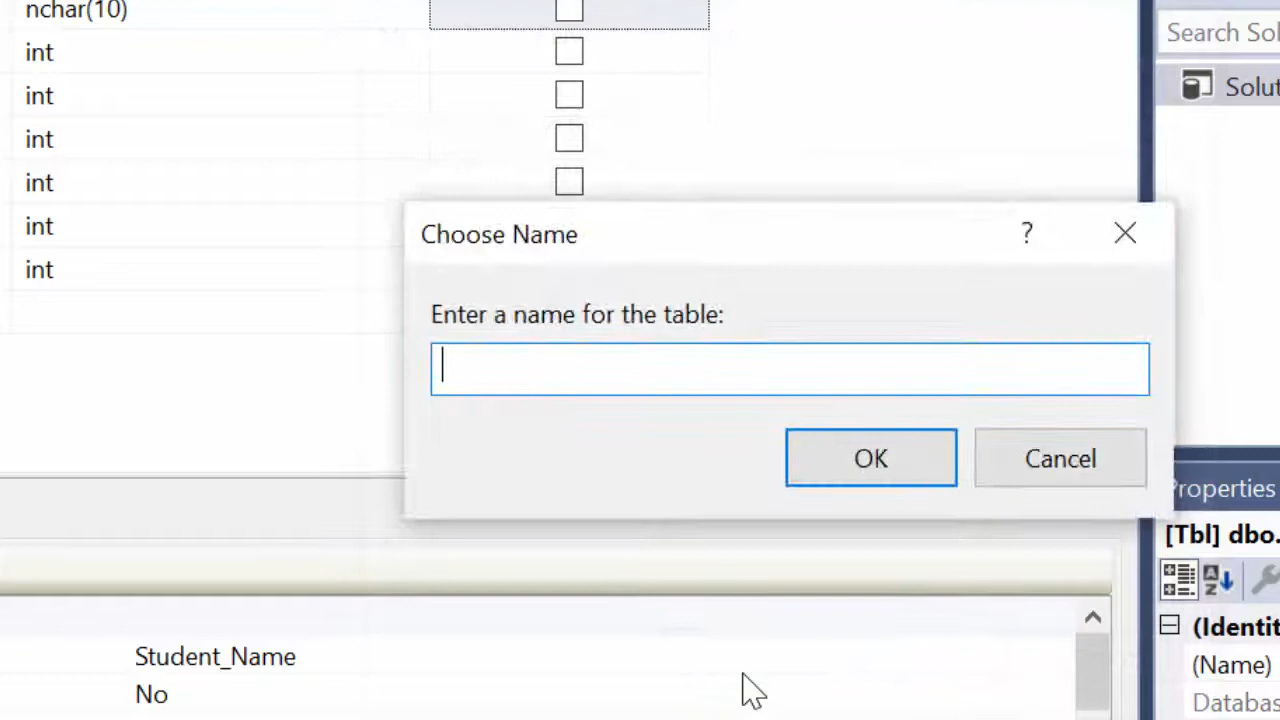 nchar(10)
int
int
int
int
int
int
Search Sol
Solut
Choose Name
?
Enter a name for the table:
OK
Cancel
Properties
[Tbl] dbo.
A
Z
(Identit
(Name)
Databas
Student_Name
No